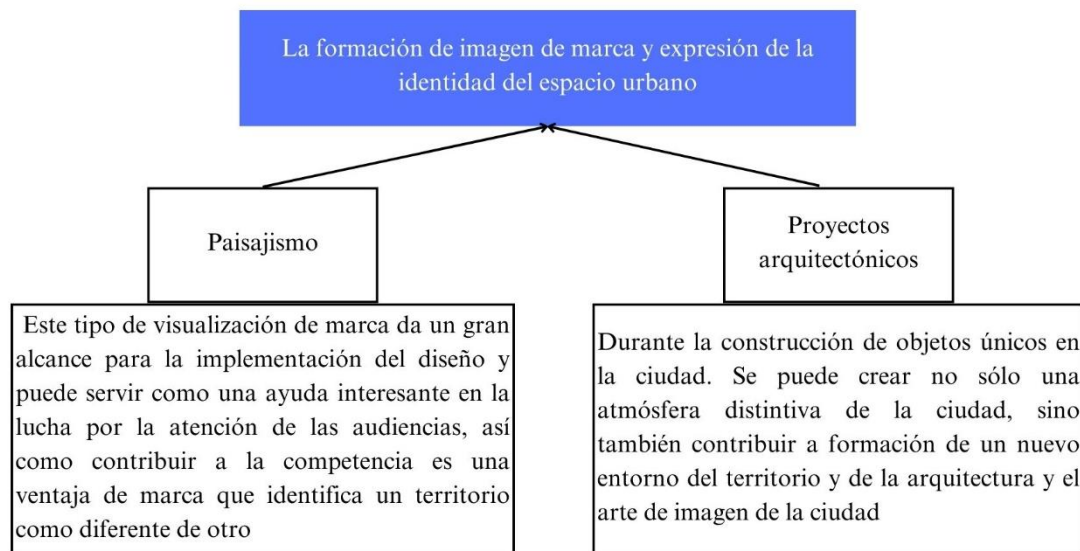 La formación de imagen de marca y expresión de la
identidad del espacio urbano
Paisajismo
Este tipo de visualización de marca da un gran
alcance para la implementación del diseño y
puede servir como una ayuda interesante en la
lucha por la atención de las audiencias, así
como contribuir a la competencia es una
ventaja de marca que identifica un territorio
como diferente de otro
Proyectos
arquitectónicos
Durante la construcción de objetos únicos en
la ciudad. Se puede crear no sólo una
atmósfera distintiva de la ciudad, sino
también contribuir a formación de un nuevo
entorno del territorio y de la arquitectura y el
arte de imagen de la ciudad